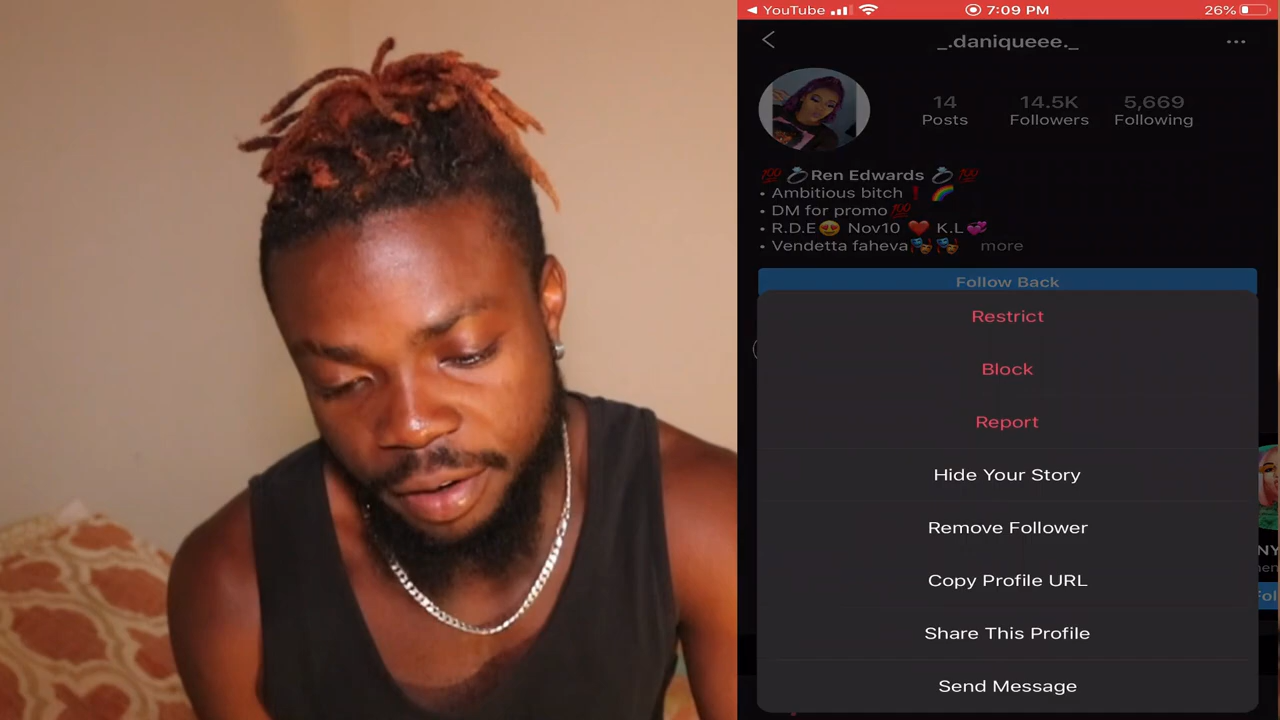 YouTube 7:09 PM 26%
_.daniqueee._
14 14.5K 5,669
Posts Followers Following
💯 💍Ren Edwards 💍💯
• Ambitious bitch❗🌈
• DM for promo💯
• R.D.E😍 Nov10 ❤️ K.L💞
• Vendetta faheva🎭🎭 more
Follow Back
Restrict
Block
Report
Hide Your Story
Remove Follower
Copy Profile URL
Share This Profile
Send Message